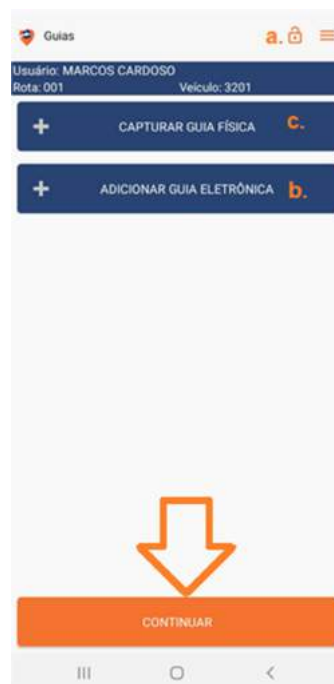 Guias a.
Usuário: MARCOS CARDOSO
Rota: 001 Veículo: 3201
+ CAPTURAR GUIA FÍSICA c.
+ ADICIONAR GUIA ELETRÔNICA b.
CONTINUAR